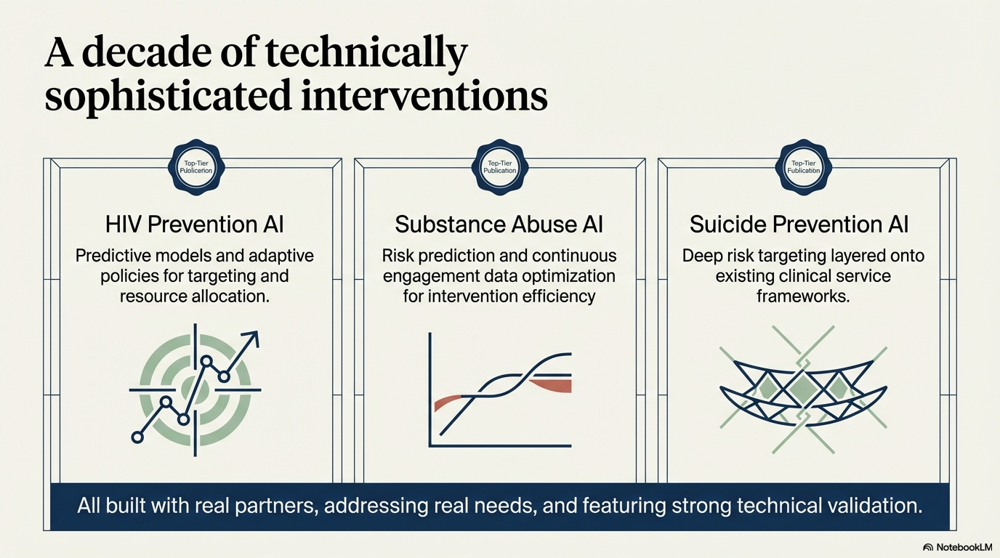 A decade of technically
sophisticated interventions
Top-Tier
Top-Tier
Publication
Top-Tier
HIV Prevention AI
Predictive models and adaptive
policies for targeting and
resource allocation.
Substance Abuse AI
Risk prediction and continuous
engagement data optimization
for intervention efficiency
Suicide Prevention AI
Deep risk targeting layered onto
existing clinical service
frameworks.
All built with real partners, addressing real needs, and featuring strong technical validation.
NotebookLM